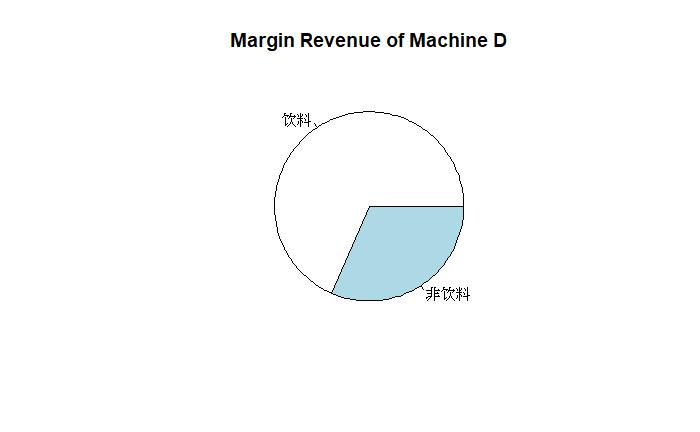 Margin Revenue of Machine D
饮料
非饮料